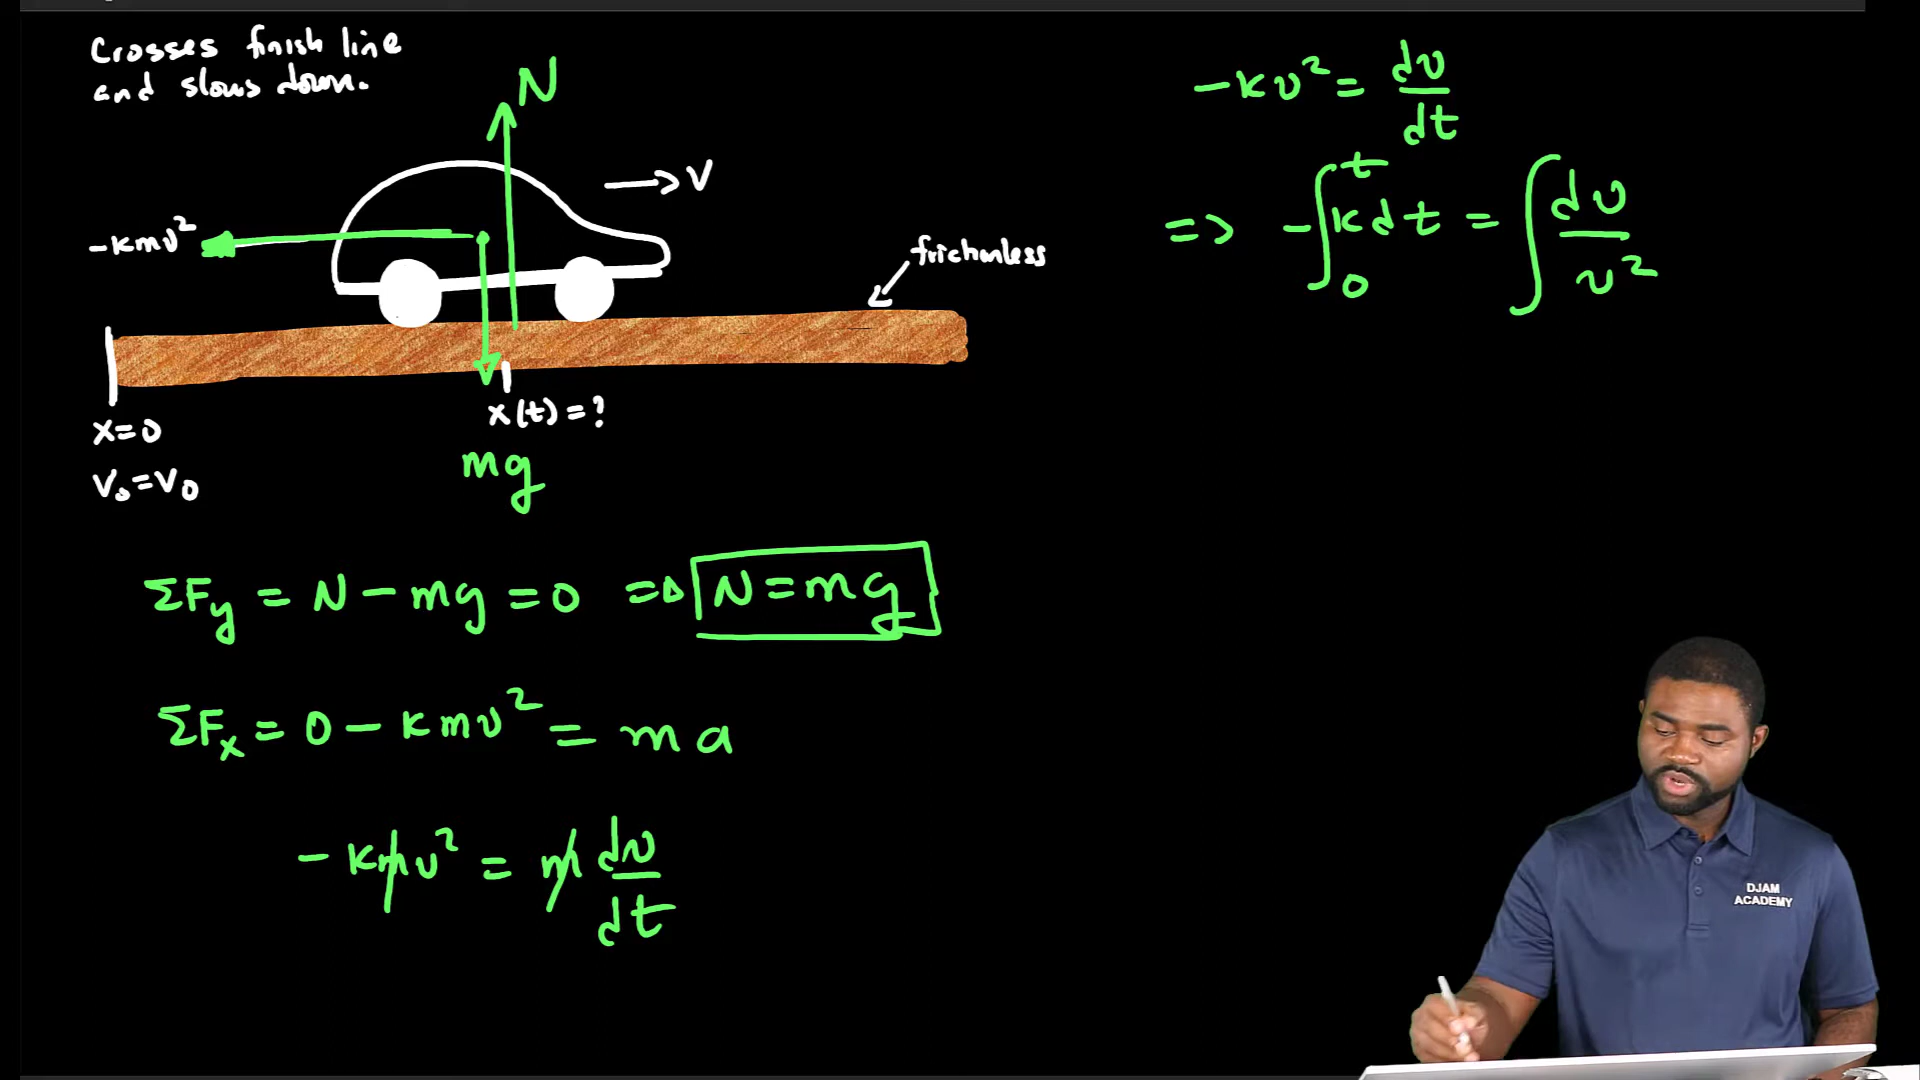 Crosses finish line
and slows down.
N
→ V
-kmv²
frictionless
x=0
x(t)=?
V₀=V₀
mg
ΣFy = N - mg = 0 => N=mg
ΣFx = 0 - kmv² = ma
-kmv² = m dv/dt
-kv² = dv/dt
=> -∫₀ᵗ k dt = ∫ dv/v²
DJAM
ACADEMY